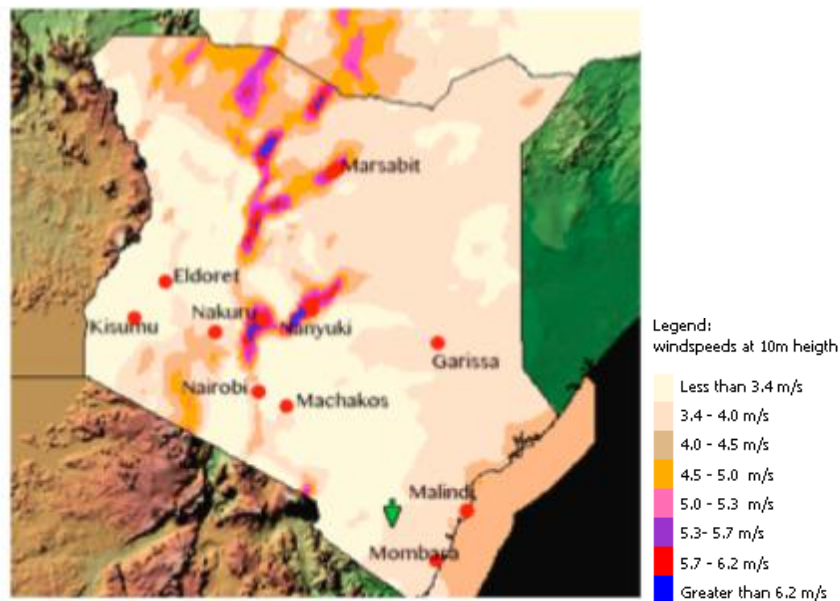 Marsabit
Eldoret
Nakuru
Kisumu
Nanyuki
Garissa
Nairobi
Machakos
Malindi
Mombasa
Legend:
windspeeds at 10m heigth
Less than 3.4 m/s
3.4 - 4.0 m/s
4.0 - 4.5 m/s
4.5 - 5.0 m/s
5.0 - 5.3 m/s
5.3- 5.7 m/s
5.7 - 6.2 m/s
Greater than 6.2 m/s